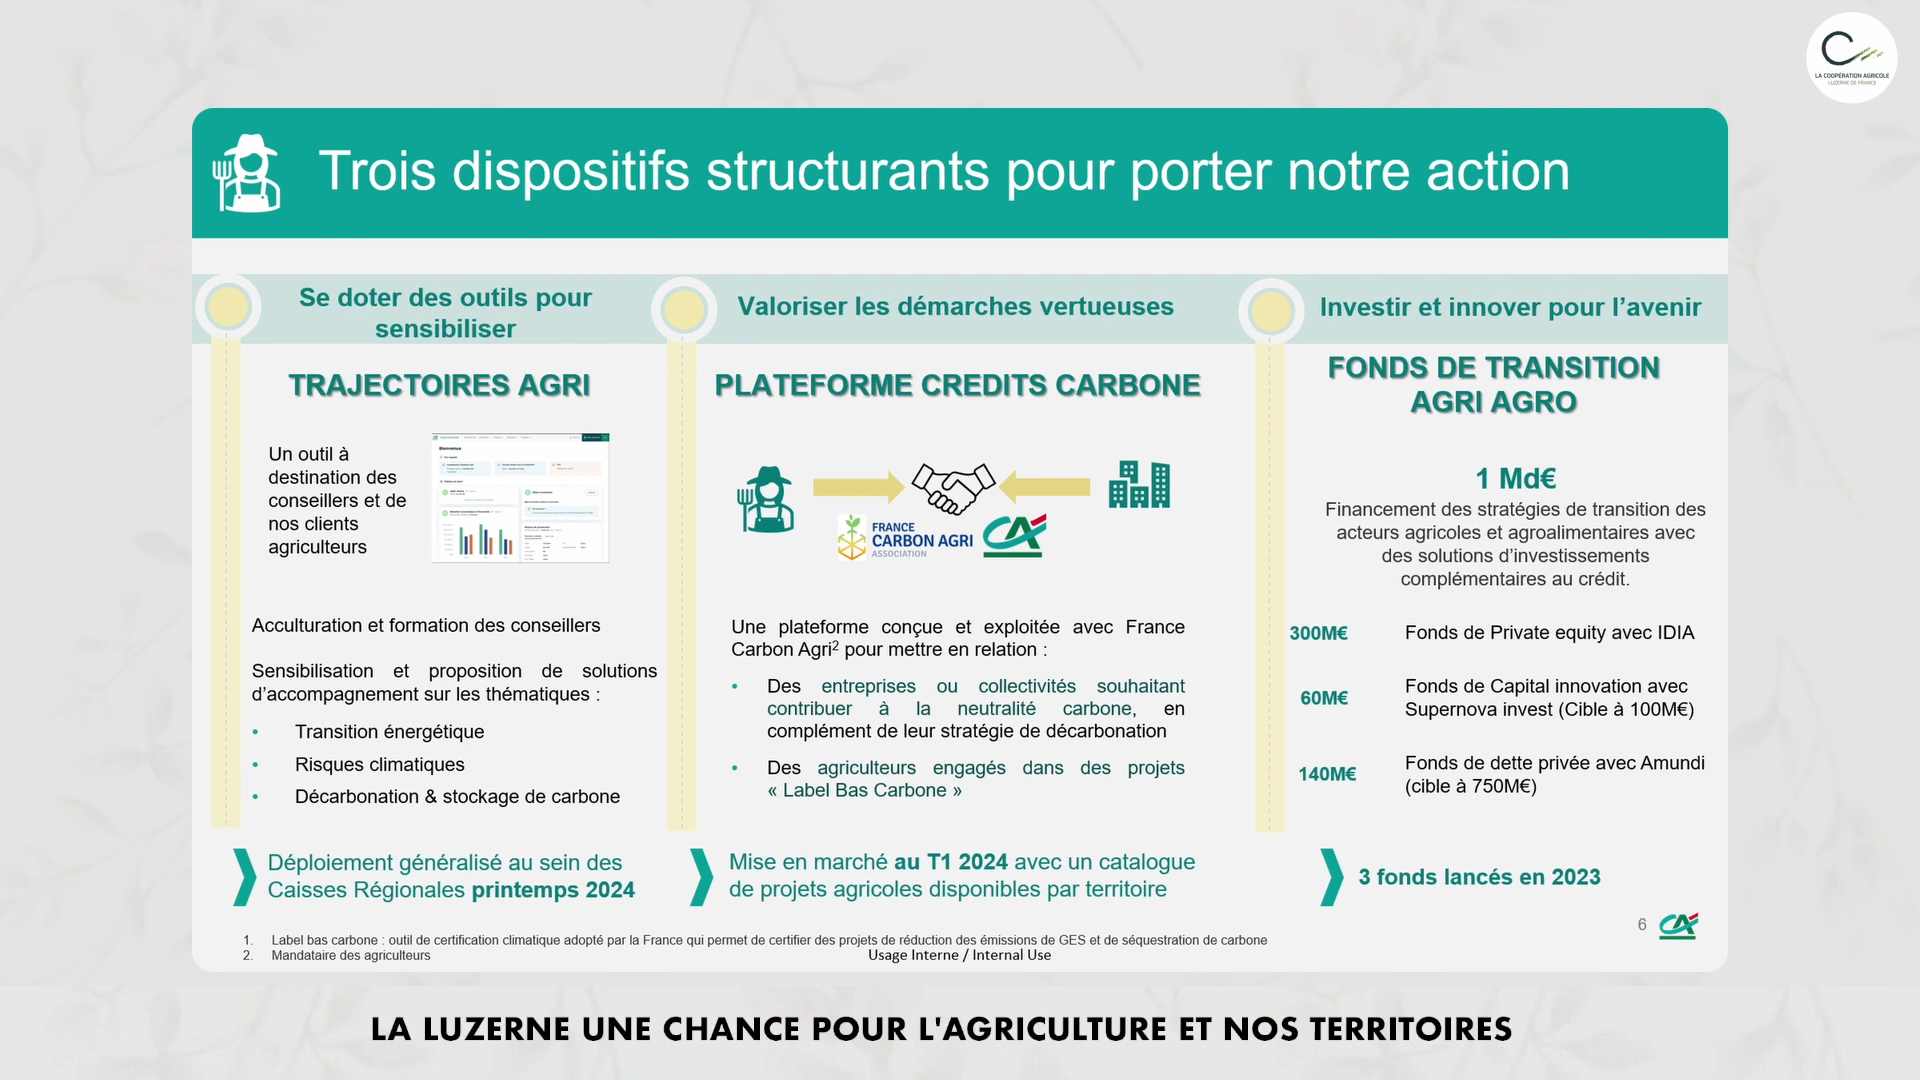 LA COOPÉRATION AGRICOLE
LUZERNE DE FRANCE
Trois dispositifs structurants pour porter notre action
Se doter des outils pour
sensibiliser
TRAJECTOIRES AGRI
Un outil à
destination des
conseillers et de
nos clients
agriculteurs
Bienvenue
Acculturation et formation des conseillers
Sensibilisation et proposition de solutions
d’accompagnement sur les thématiques :
• Transition énergétique
• Risques climatiques
• Décarbonation & stockage de carbone
Déploiement généralisé au sein des
Caisses Régionales printemps 2024
Valoriser les démarches vertueuses
PLATEFORME CREDITS CARBONE
FRANCE
CARBON AGRI
ASSOCIATION
CA
Une plateforme conçue et exploitée avec France
Carbon Agri² pour mettre en relation :
• Des entreprises ou collectivités souhaitant
contribuer à la neutralité carbone, en
complément de leur stratégie de décarbonation
• Des agriculteurs engagés dans des projets
« Label Bas Carbone »
Mise en marché au T1 2024 avec un catalogue
de projets agricoles disponibles par territoire
Investir et innover pour l’avenir
FONDS DE TRANSITION
AGRI AGRO
1 Md€
Financement des stratégies de transition des
acteurs agricoles et agroalimentaires avec
des solutions d’investissements
complémentaires au crédit.
300M€ Fonds de Private equity avec IDIA
60M€ Fonds de Capital innovation avec
Supernova invest (Cible à 100M€)
140M€ Fonds de dette privée avec Amundi
(cible à 750M€)
3 fonds lancés en 2023
6 CA
1. Label bas carbone : outil de certification climatique adopté par la France qui permet de certifier des projets de réduction des émissions de GES et de séquestration de carbone
2. Mandataire des agriculteurs
Usage Interne / Internal Use
LA LUZERNE UNE CHANCE POUR L'AGRICULTURE ET NOS TERRITOIRES